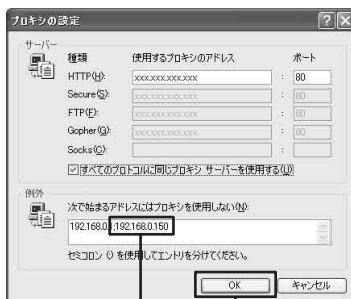 プロキシの設定
サーバー
種類 使用するプロキシのアドレス ポート
HTTP(H): xxx.xxx.xxx.xxx : 80
Secure(S): xxx.xxx.xxx.xxx : 80
FTP(F): xxx.xxx.xxx.xxx : 80
Gopher(G): xxx.xxx.xxx.xxx : 80
Socks(C): :
すべてのプロトコルに同じプロキシ サーバーを使用する(U)
例外
次で始まるアドレスにはプロキシを使用しない(N):
192.168.0.;192.168.0.150
セミコロン (;) を使用してエントリを分けてください。
OK キャンセル